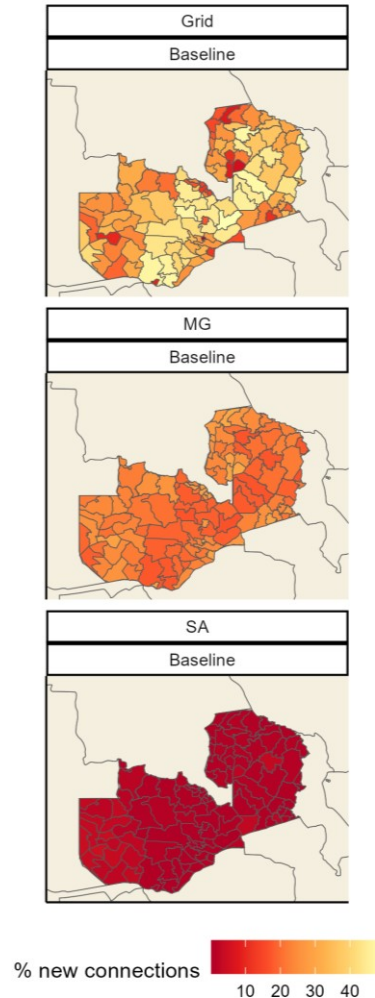 Grid
Baseline
MG
Baseline
SA
Baseline
% new connections
10 20 30 40